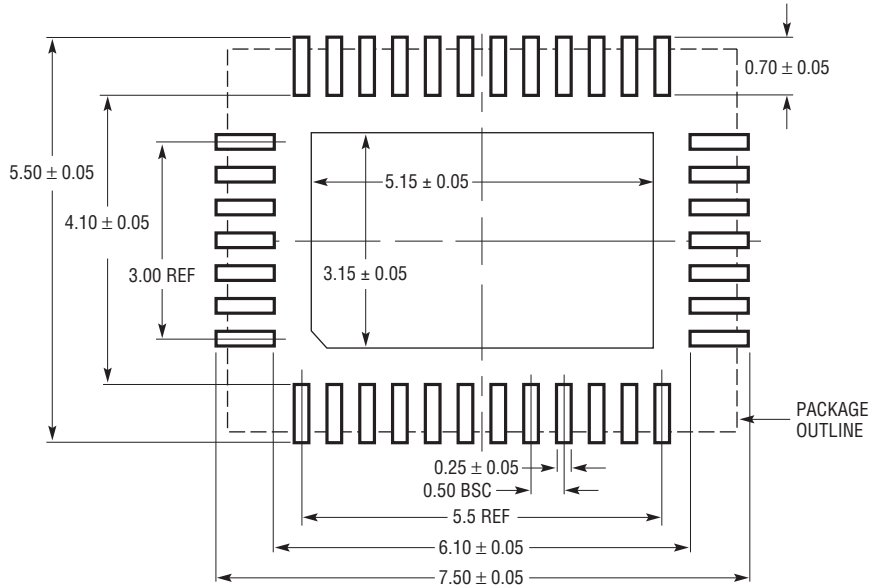 0.70 ± 0.05
5.50 ± 0.05
5.15 ± 0.05
4.10 ± 0.05
3.00 REF
3.15 ± 0.05
PACKAGE
OUTLINE
0.25 ± 0.05
0.50 BSC
5.5 REF
6.10 ± 0.05
7.50 ± 0.05